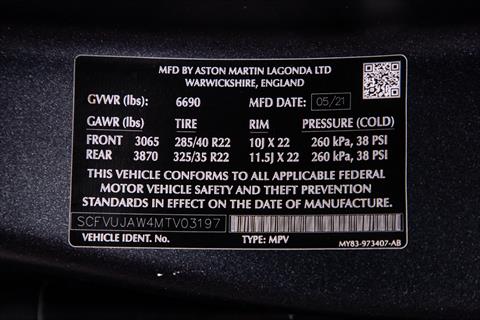 MFD BY ASTON MARTIN LAGONDA LTD
WARWICKSHIRE, ENGLAND
GVWR (lbs): 6690 MFD DATE: 05/21
GAWR (lbs): TIRE RIM PRESSURE (COLD)
FRONT 3065 285/40 R22 10J X 22 260 kPa, 38 PSI
REAR 3870 325/35 R22 11.5J X 22 260 kPa, 38 PSI
THIS VEHICLE CONFORMS TO ALL APPLICABLE FEDERAL
MOTOR VEHICLE SAFETY AND THEFT PREVENTION
STANDARDS IN EFFECT ON THE DATE OF MANUFACTURE.
SCFVUJAW4MTV03197
VEHICLE IDENT. No. TYPE: MPV MY83-973407-AB